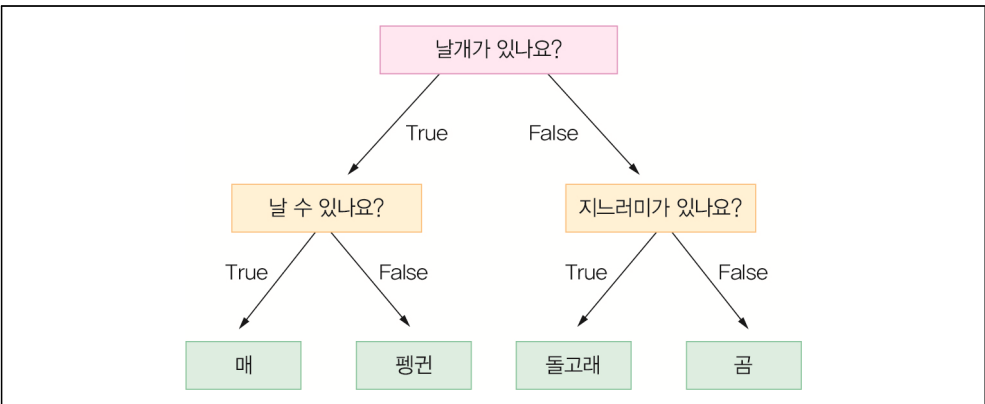 날개가 있나요?
True
False
날 수 있나요?
지느러미가 있나요?
True
False
True
False
매
펭귄
돌고래
곰